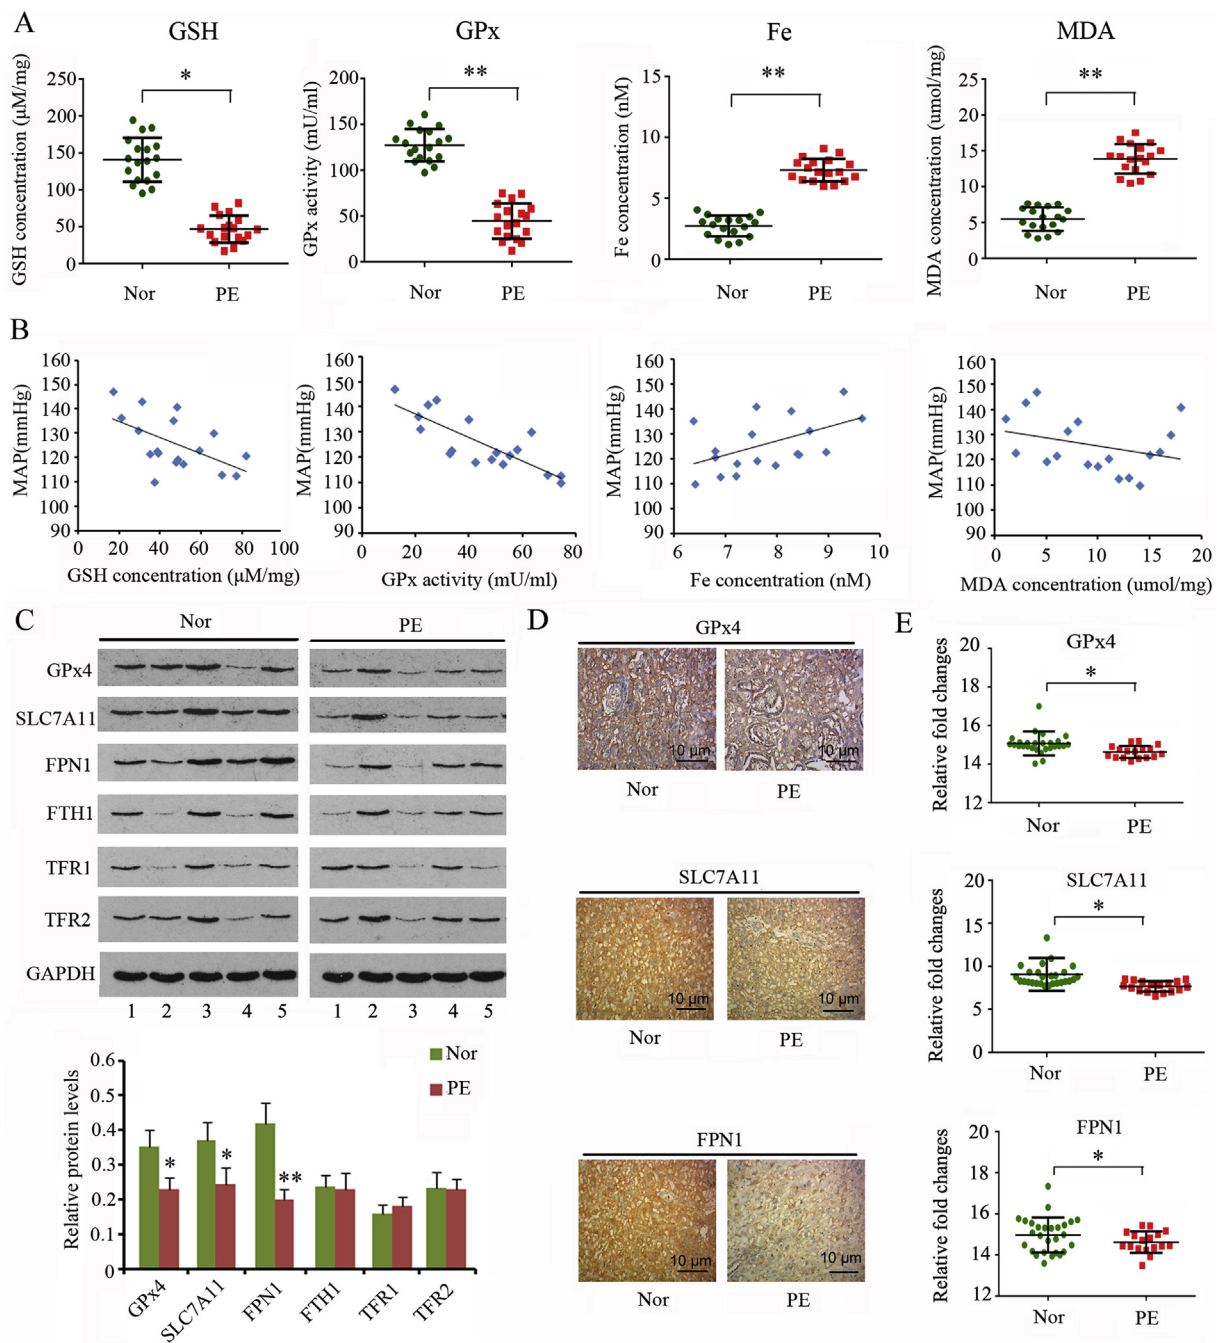 A
GSH
GPx
Fe
MDA
GSH concentration (μM/mg)
250
200
150
100
50
0
*
Nor
PE
GPx activity (mU/ml)
200
150
100
50
0
**
Nor
PE
Fe concentration (nM)
15
10
5
0
**
Nor
PE
MDA concentration (umol/mg)
25
20
15
10
5
0
**
Nor
PE
B
MAP(mmHg)
160
150
140
130
120
110
100
90
0
20
40
60
80
100
GSH concentration (μM/mg)
MAP(mmHg)
160
150
140
130
120
110
100
90
0
20
40
60
80
GPx activity (mU/ml)
MAP(mmHg)
160
150
140
130
120
110
100
90
6
7
8
9
10
Fe concentration (nM)
MAP(mmHg)
160
150
140
130
120
110
100
90
0
5
10
15
20
MDA concentration (umol/mg)
C
Nor
PE
GPx4
SLC7A11
FPN1
FTH1
TFR1
TFR2
GAPDH
1 2 3 4 5
1 2 3 4 5
Relative protein levels
0.6
0.5
0.4
0.3
0.2
0.1
0
Nor
PE
*
*
**
GPx4
SLC7A11
FPN1
FTH1
TFR1
TFR2
D
GPx4
10 μm
10 μm
Nor
PE
SLC7A11
10 μm
10 μm
Nor
PE
FPN1
10 μm
10 μm
Nor
PE
E
GPx4
Relative fold changes
20
18
16
14
12
*
Nor
PE
SLC7A11
Relative fold changes
20
15
10
5
0
*
Nor
PE
FPN1
Relative fold changes
20
18
16
14
12
*
Nor
PE